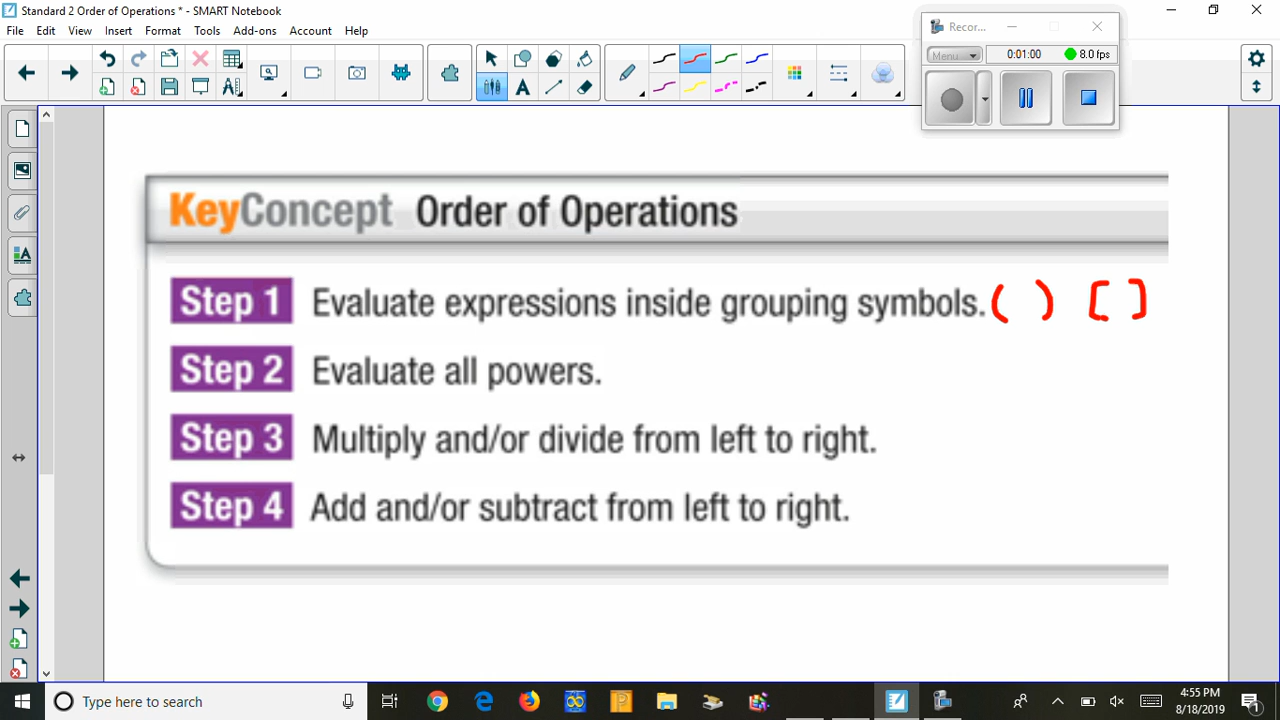 Standard 2 Order of Operations * - SMART Notebook
File Edit View Insert Format Tools Add-ons Account Help
Recor...
Menu 0:01:00 8.0 fps
KeyConcept Order of Operations
Step 1 Evaluate expressions inside grouping symbols. ( ) [ ]
Step 2 Evaluate all powers.
Step 3 Multiply and/or divide from left to right.
Step 4 Add and/or subtract from left to right.
Type here to search
4:55 PM
8/18/2019
1